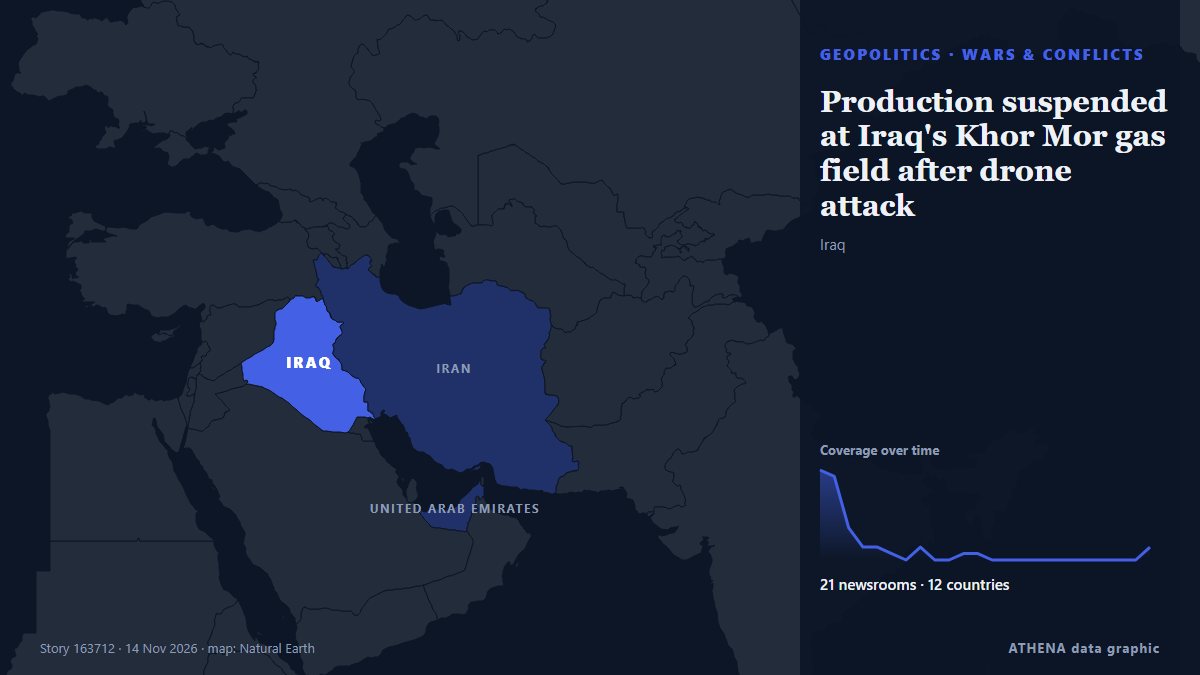 GEOPOLITICS · WARS & CONFLICTS
Production suspended
at Iraq's Khor Mor gas
field after drone
attack
Iraq
IRAQ
IRAN
UNITED ARAB EMIRATES
Coverage over time
21 newsrooms · 12 countries
Story 163712 · 14 Nov 2026 · map: Natural Earth
ATHENA data graphic